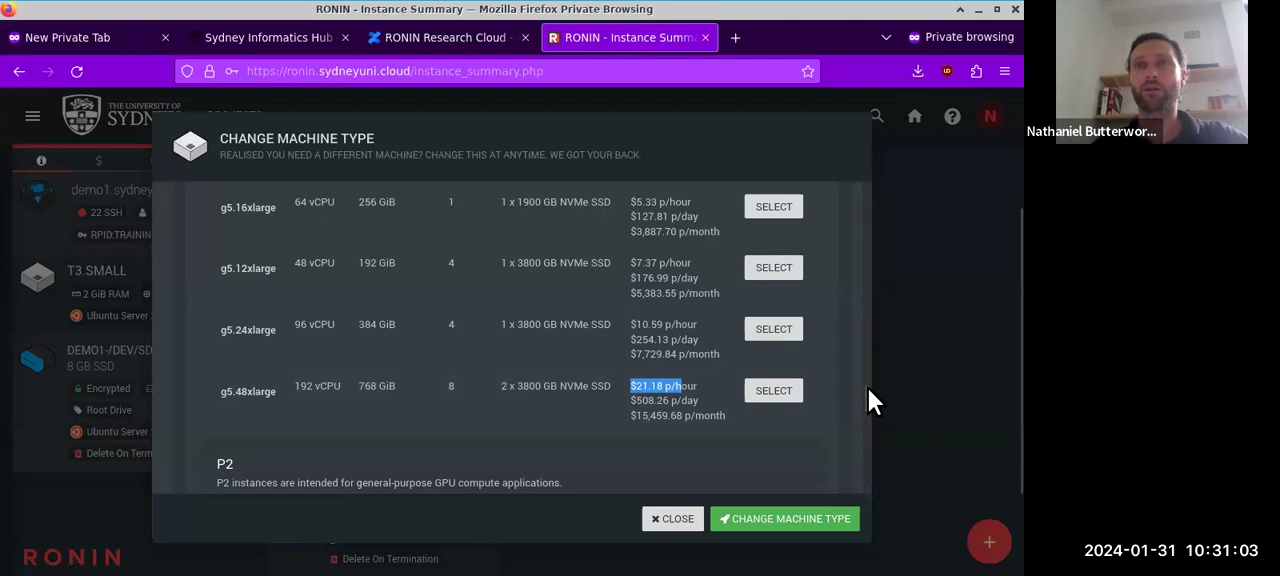 RONIN - Instance Summary — Mozilla Firefox Private Browsing
New Private Tab
Sydney Informatics Hub
RONIN Research Cloud -
RONIN - Instance Summa
Private browsing
https://ronin.sydneyuni.cloud/instance_summary.php
THE UNIVERSITY OF
SYDN
N
CHANGE MACHINE TYPE
REALISED YOU NEED A DIFFERENT MACHINE? CHANGE THIS AT ANYTIME. WE GOT YOUR BACK.
$
demo1.sydney
22 SSH
RPID:TRAININ
T3.SMALL
2 GiB RAM
Ubuntu Server
DEMO1-/DEV/SD
8 GB SSD
Encrypted
Root Drive
Ubuntu Server
Delete On Term
g5.16xlarge 64 vCPU 256 GiB 1 1 x 1900 GB NVMe SSD $5.33 p/hour SELECT
$127.81 p/day
$3,887.70 p/month
g5.12xlarge 48 vCPU 192 GiB 4 1 x 3800 GB NVMe SSD $7.37 p/hour SELECT
$176.99 p/day
$5,383.55 p/month
g5.24xlarge 96 vCPU 384 GiB 4 1 x 3800 GB NVMe SSD $10.59 p/hour SELECT
$254.13 p/day
$7,729.84 p/month
g5.48xlarge 192 vCPU 768 GiB 8 2 x 3800 GB NVMe SSD $21.18 p/hour SELECT
$508.26 p/day
$15,459.68 p/month
P2
P2 instances are intended for general-purpose GPU compute applications.
CLOSE
CHANGE MACHINE TYPE
RONIN
Delete On Termination
Nathaniel Butterwor...
2024-01-31 10:31:03